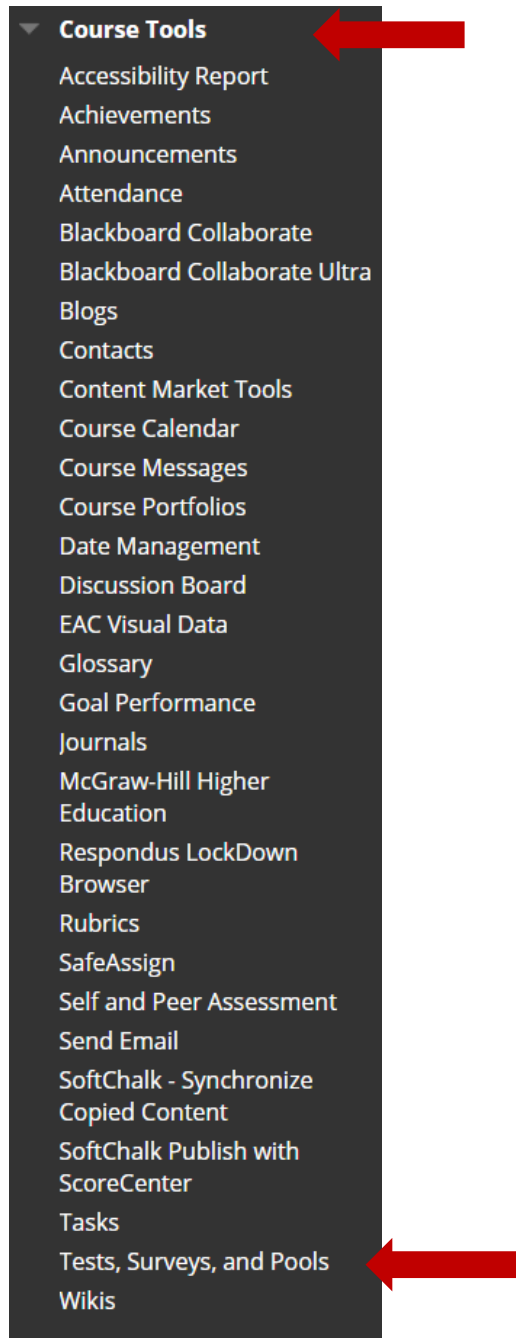 Course Tools
Accessibility Report
Achievements
Announcements
Attendance
Blackboard Collaborate
Blackboard Collaborate Ultra
Blogs
Contacts
Content Market Tools
Course Calendar
Course Messages
Course Portfolios
Date Management
Discussion Board
EAC Visual Data
Glossary
Goal Performance
Journals
McGraw-Hill Higher
Education
Respondus LockDown
Browser
Rubrics
SafeAssign
Self and Peer Assessment
Send Email
SoftChalk - Synchronize
Copied Content
SoftChalk Publish with
ScoreCenter
Tasks
Tests, Surveys, and Pools
Wikis